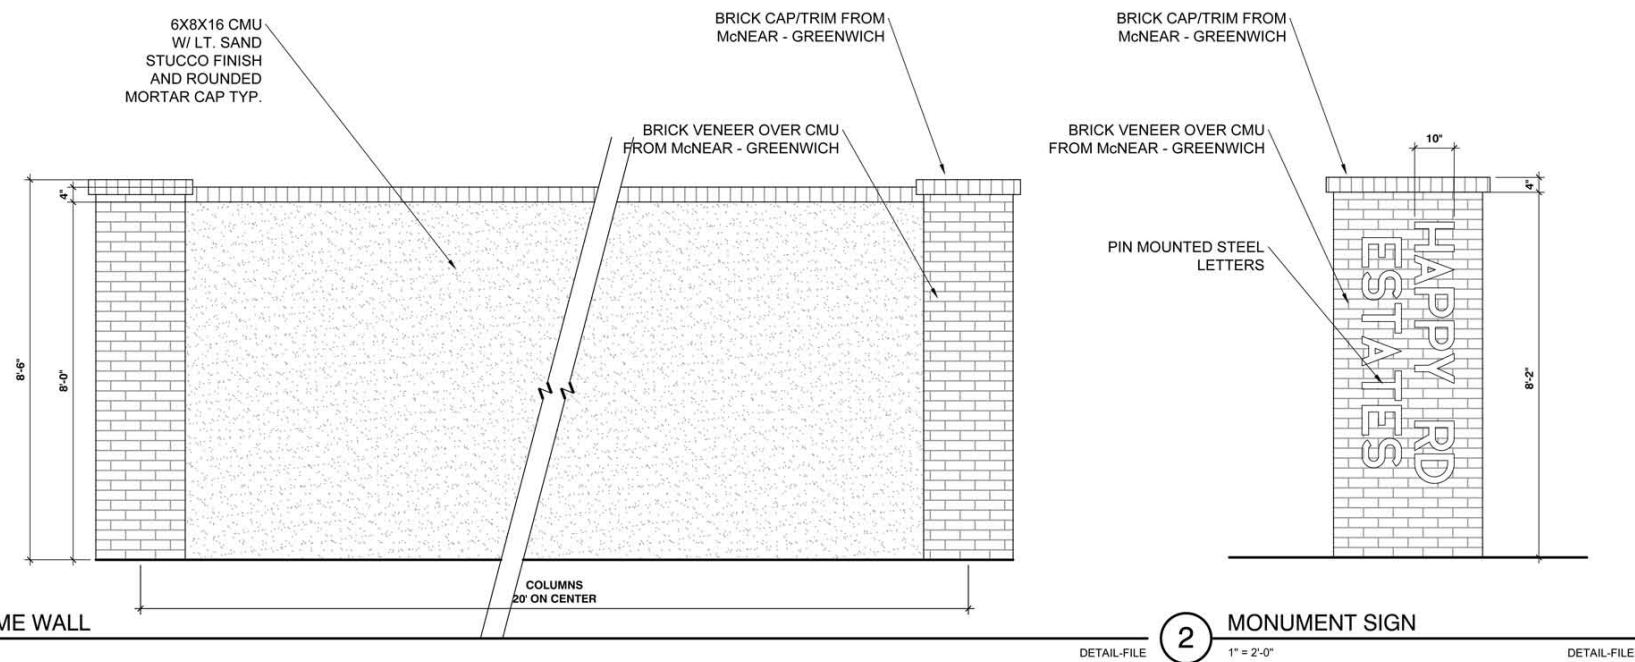 6X8X16 CMU
W/ LT. SAND
STUCCO FINISH
AND ROUNDED
MORTAR CAP TYP.
BRICK CAP/TRIM FROM
McNEAR - GREENWICH
BRICK VENEER OVER CMU
FROM McNEAR - GREENWICH
4"
8'-6"
8'-0"
COLUMNS
20' ON CENTER
ME WALL
DETAIL-FILE
BRICK CAP/TRIM FROM
McNEAR - GREENWICH
BRICK VENEER OVER CMU
FROM McNEAR - GREENWICH
10"
4"
PIN MOUNTED STEEL
LETTERS
HAPPY RD
ESTATES
8'-2"
2
MONUMENT SIGN
1" = 2'-0"
DETAIL-FILE